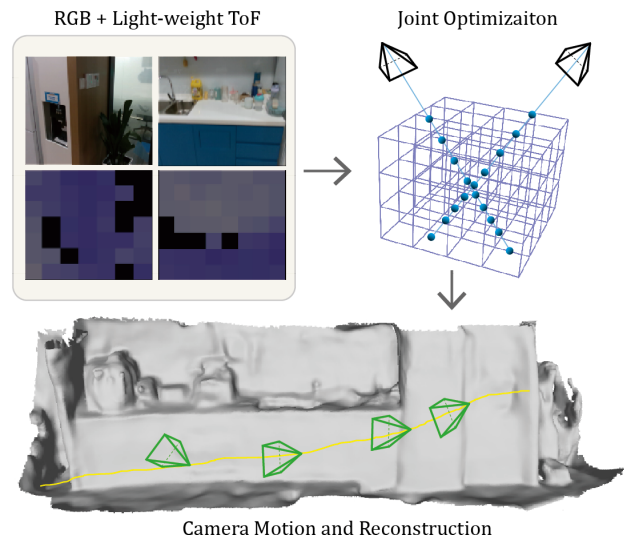 RGB + Light-weight ToF
Joint Optimizaiton
Camera Motion and Reconstruction